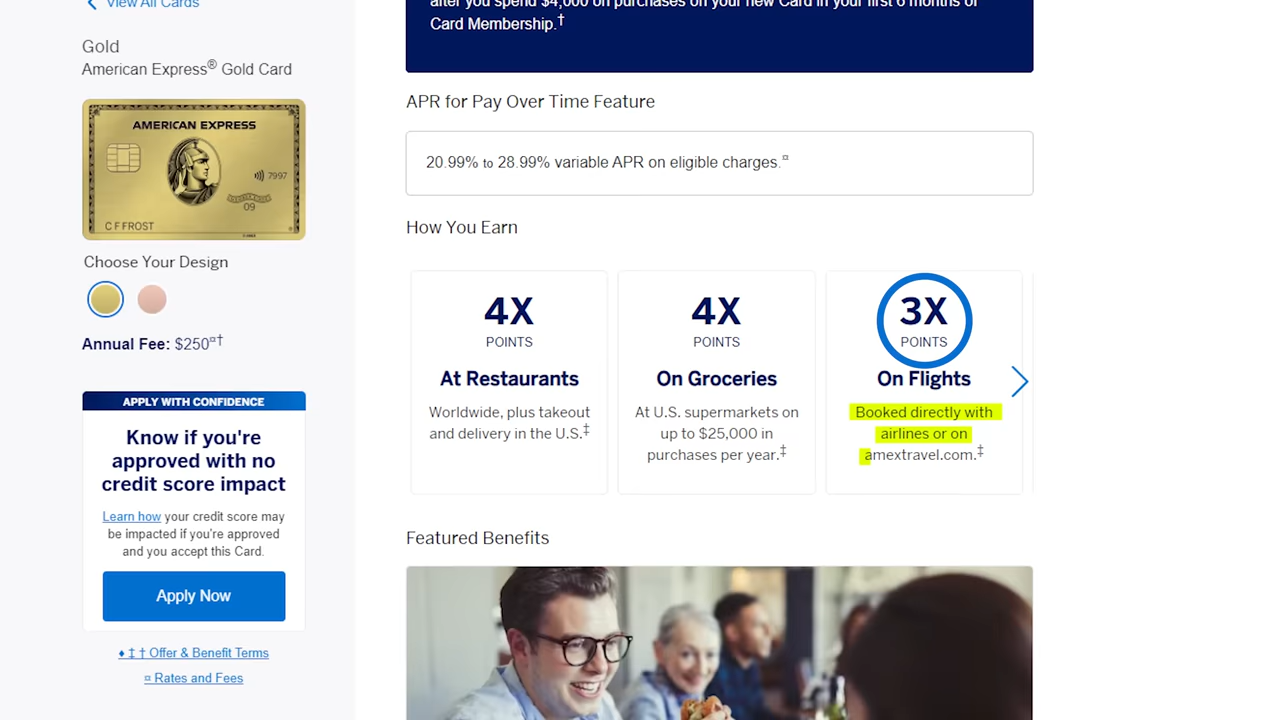 View All Cards
Gold
American Express® Gold Card
AMERICAN EXPRESS
7997
09
C F FROST
Choose Your Design
Annual Fee: $250¤†
APPLY WITH CONFIDENCE
Know if you're
approved with no
credit score impact
Learn how your credit score may
be impacted if you're approved
and you accept this Card.
Apply Now
♦ ‡ † Offer & Benefit Terms
¤ Rates and Fees
after you spend $4,000 on purchases on your new Card in your first 6 months of
Card Membership.†
APR for Pay Over Time Feature
20.99% to 28.99% variable APR on eligible charges.¤
How You Earn
4X
POINTS
At Restaurants
Worldwide, plus takeout
and delivery in the U.S.‡
4X
POINTS
On Groceries
At U.S. supermarkets on
up to $25,000 in
purchases per year.‡
3X
POINTS
On Flights
Booked directly with
airlines or on
amextravel.com.‡
Featured Benefits